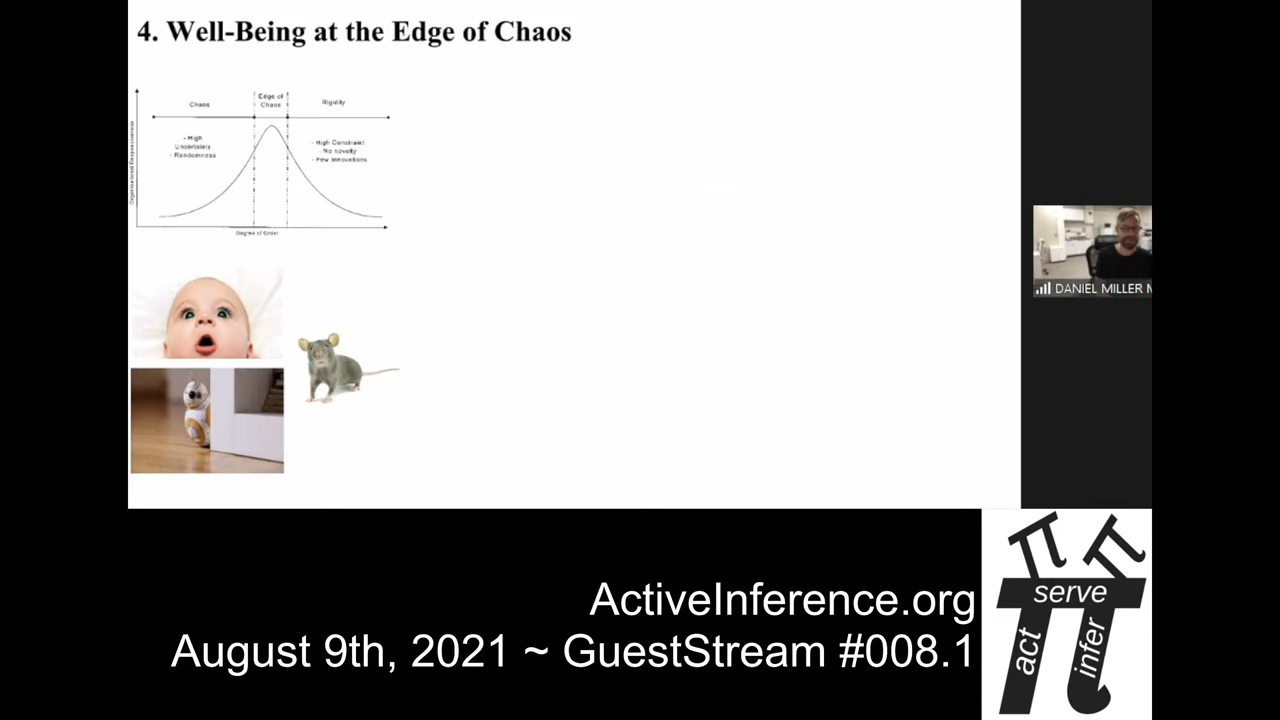 4. Well-Being at the Edge of Chaos
Chaos
Edge of
Chaos
Rigidity
- High
Uncertainty
- Randomness
- High Constraint
- No novelty
- Few Innovations
Organizational Responsiveness
Degree of Order
DANIEL MILLER M
ActiveInference.org
August 9th, 2021 ~ GuestStream #008.1
serve
act
infer